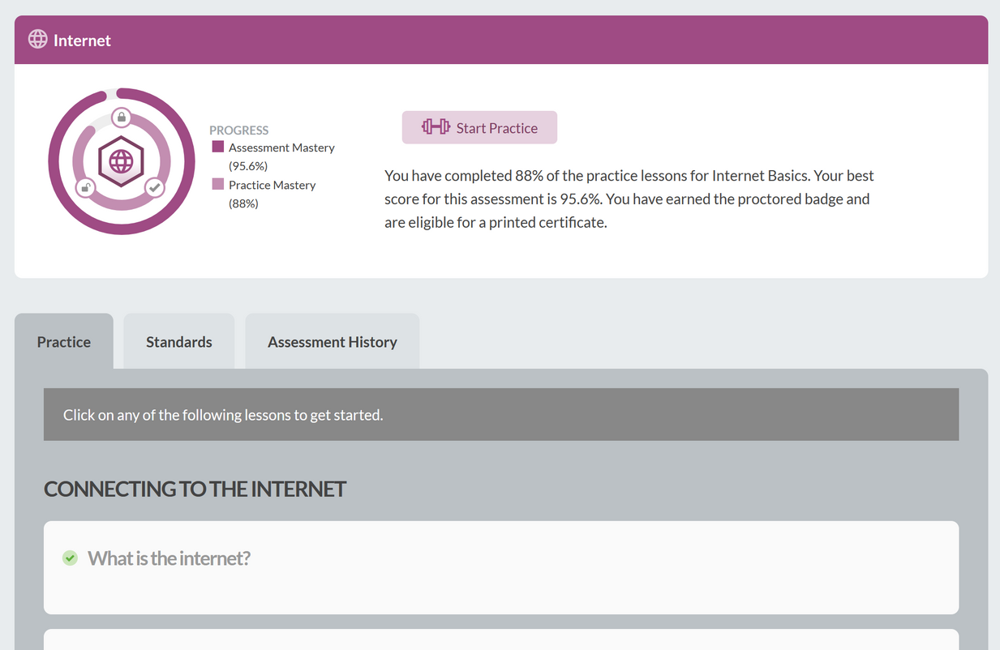 Internet
PROGRESS
Assessment Mastery
(95.6%)
Practice Mastery
(88%)
Start Practice
You have completed 88% of the practice lessons for Internet Basics. Your best
score for this assessment is 95.6%. You have earned the proctored badge and
are eligible for a printed certificate.
Practice
Standards
Assessment History
Click on any of the following lessons to get started.
CONNECTING TO THE INTERNET
What is the internet?